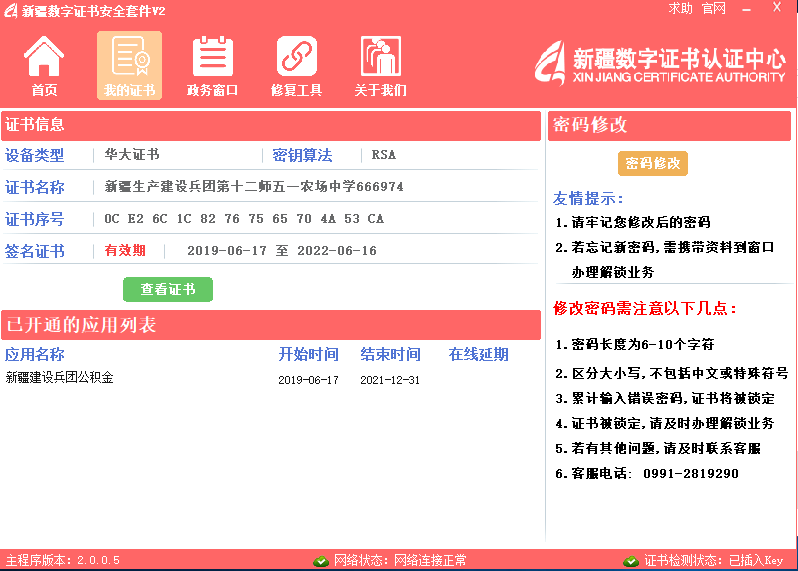 新疆数字证书安全套件V2
求助 官网 — X
首页 我的证书 政务窗口 修复工具 关于我们
新疆数字证书认证中心
XIN JIANG CERTIFICATE AUTHORITY
证书信息
设备类型 华大证书 密钥算法 RSA
证书名称 新疆生产建设兵团第十二师五一农场中学666974
证书序号 0C E2 6C 1C 82 76 75 65 70 4A 53 CA
签名证书 有效期 2019-06-17 至 2022-06-16
查看证书
已开通的应用列表
应用名称 开始时间 结束时间 在线延期
新疆建设兵团公积金 2019-06-17 2021-12-31
密码修改
密码修改
友情提示:
1.请牢记您修改后的密码
2.若忘记新密码,需携带资料到窗口
办理解锁业务
修改密码需注意以下几点:
1.密码长度为6-10个字符
2.区分大小写,不包括中文或特殊符号
3.累计输入错误密码,证书将被锁定
4.证书被锁定,请及时办理解锁业务
5.若有其他问题,请及时联系客服
6.客服电话: 0991-2819290
主程序版本: 2.0.0.5 网络状态: 网络连接正常 证书检测状态: 已插入Key